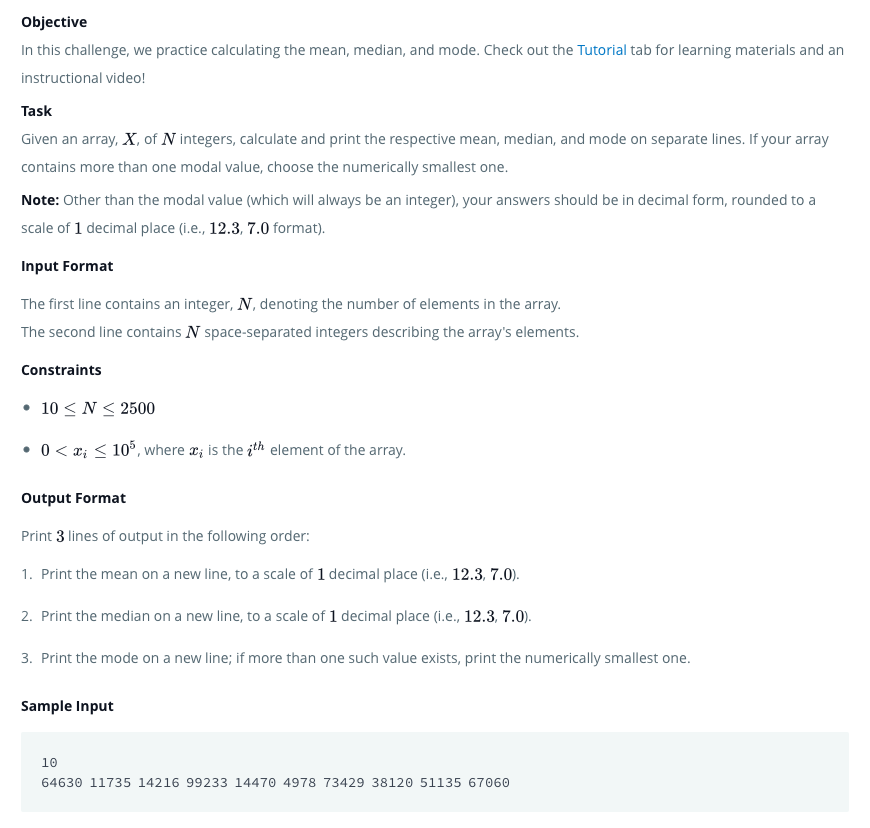 Objective
In this challenge, we practice calculating the mean, median, and mode. Check out the Tutorial tab for learning materials and an
instructional video!
Task
Given an array, X, of N integers, calculate and print the respective mean, median, and mode on separate lines. If your array
contains more than one modal value, choose the numerically smallest one.
Note: Other than the modal value (which will always be an integer), your answers should be in decimal form, rounded to a
scale of 1 decimal place (i.e., 12.3, 7.0 format).
Input Format
The first line contains an integer, N, denoting the number of elements in the array.
The second line contains N space-separated integers describing the array's elements.
Constraints
• 10 ≤ N ≤ 2500
• 0 < xᵢ ≤ 10⁵, where xᵢ is the iᵗʰ element of the array.
Output Format
Print 3 lines of output in the following order:
1. Print the mean on a new line, to a scale of 1 decimal place (i.e., 12.3, 7.0).
2. Print the median on a new line, to a scale of 1 decimal place (i.e., 12.3, 7.0).
3. Print the mode on a new line; if more than one such value exists, print the numerically smallest one.
Sample Input
10
64630 11735 14216 99233 14470 4978 73429 38120 51135 67060